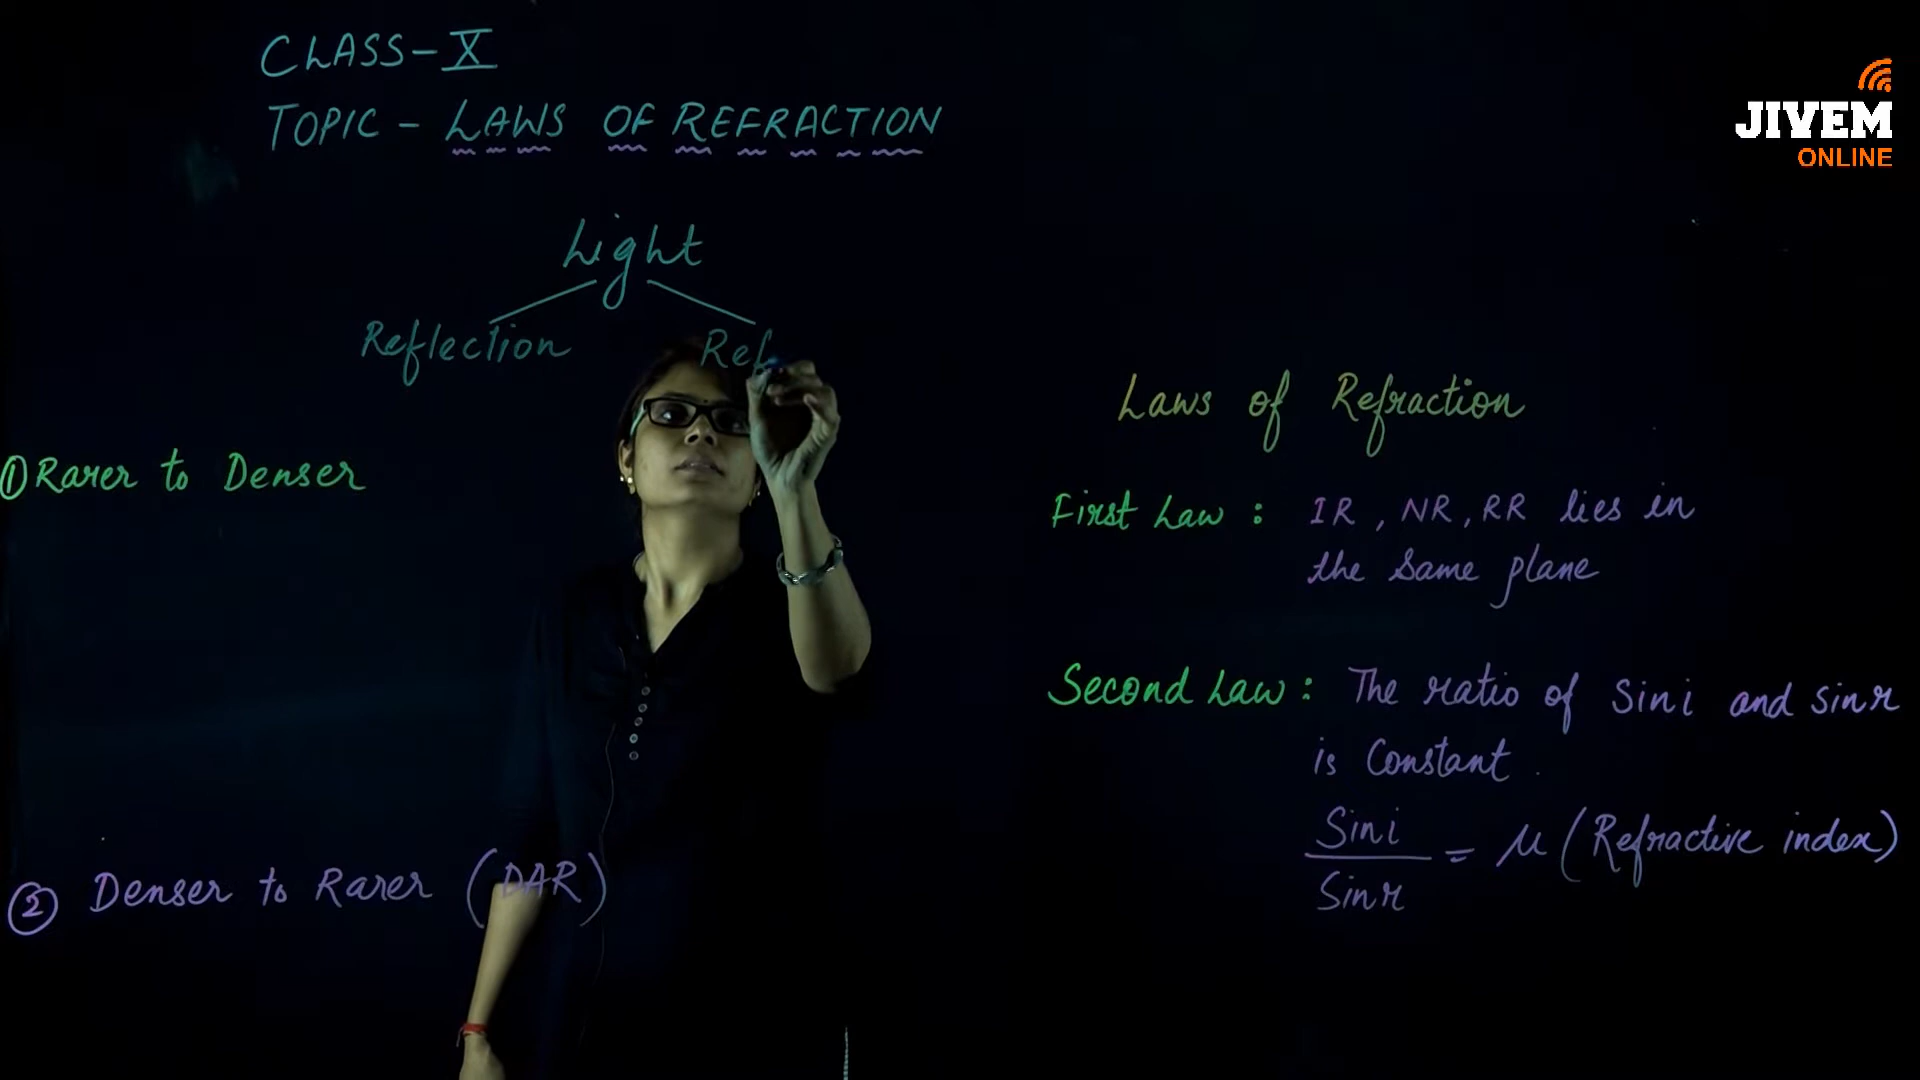 CLASS-X
TOPIC - LAWS OF REFRACTION
JIVEM
ONLINE
Light
Reflection Ref
① Rarer to Denser
② Denser to Rarer (DAR)
Laws of Refraction
First Law : IR, NR, RR lies in
the same plane
Second Law : The ratio of Sin i and sin r
is Constant.
Sin i
Sin r
= μ (Refractive index)